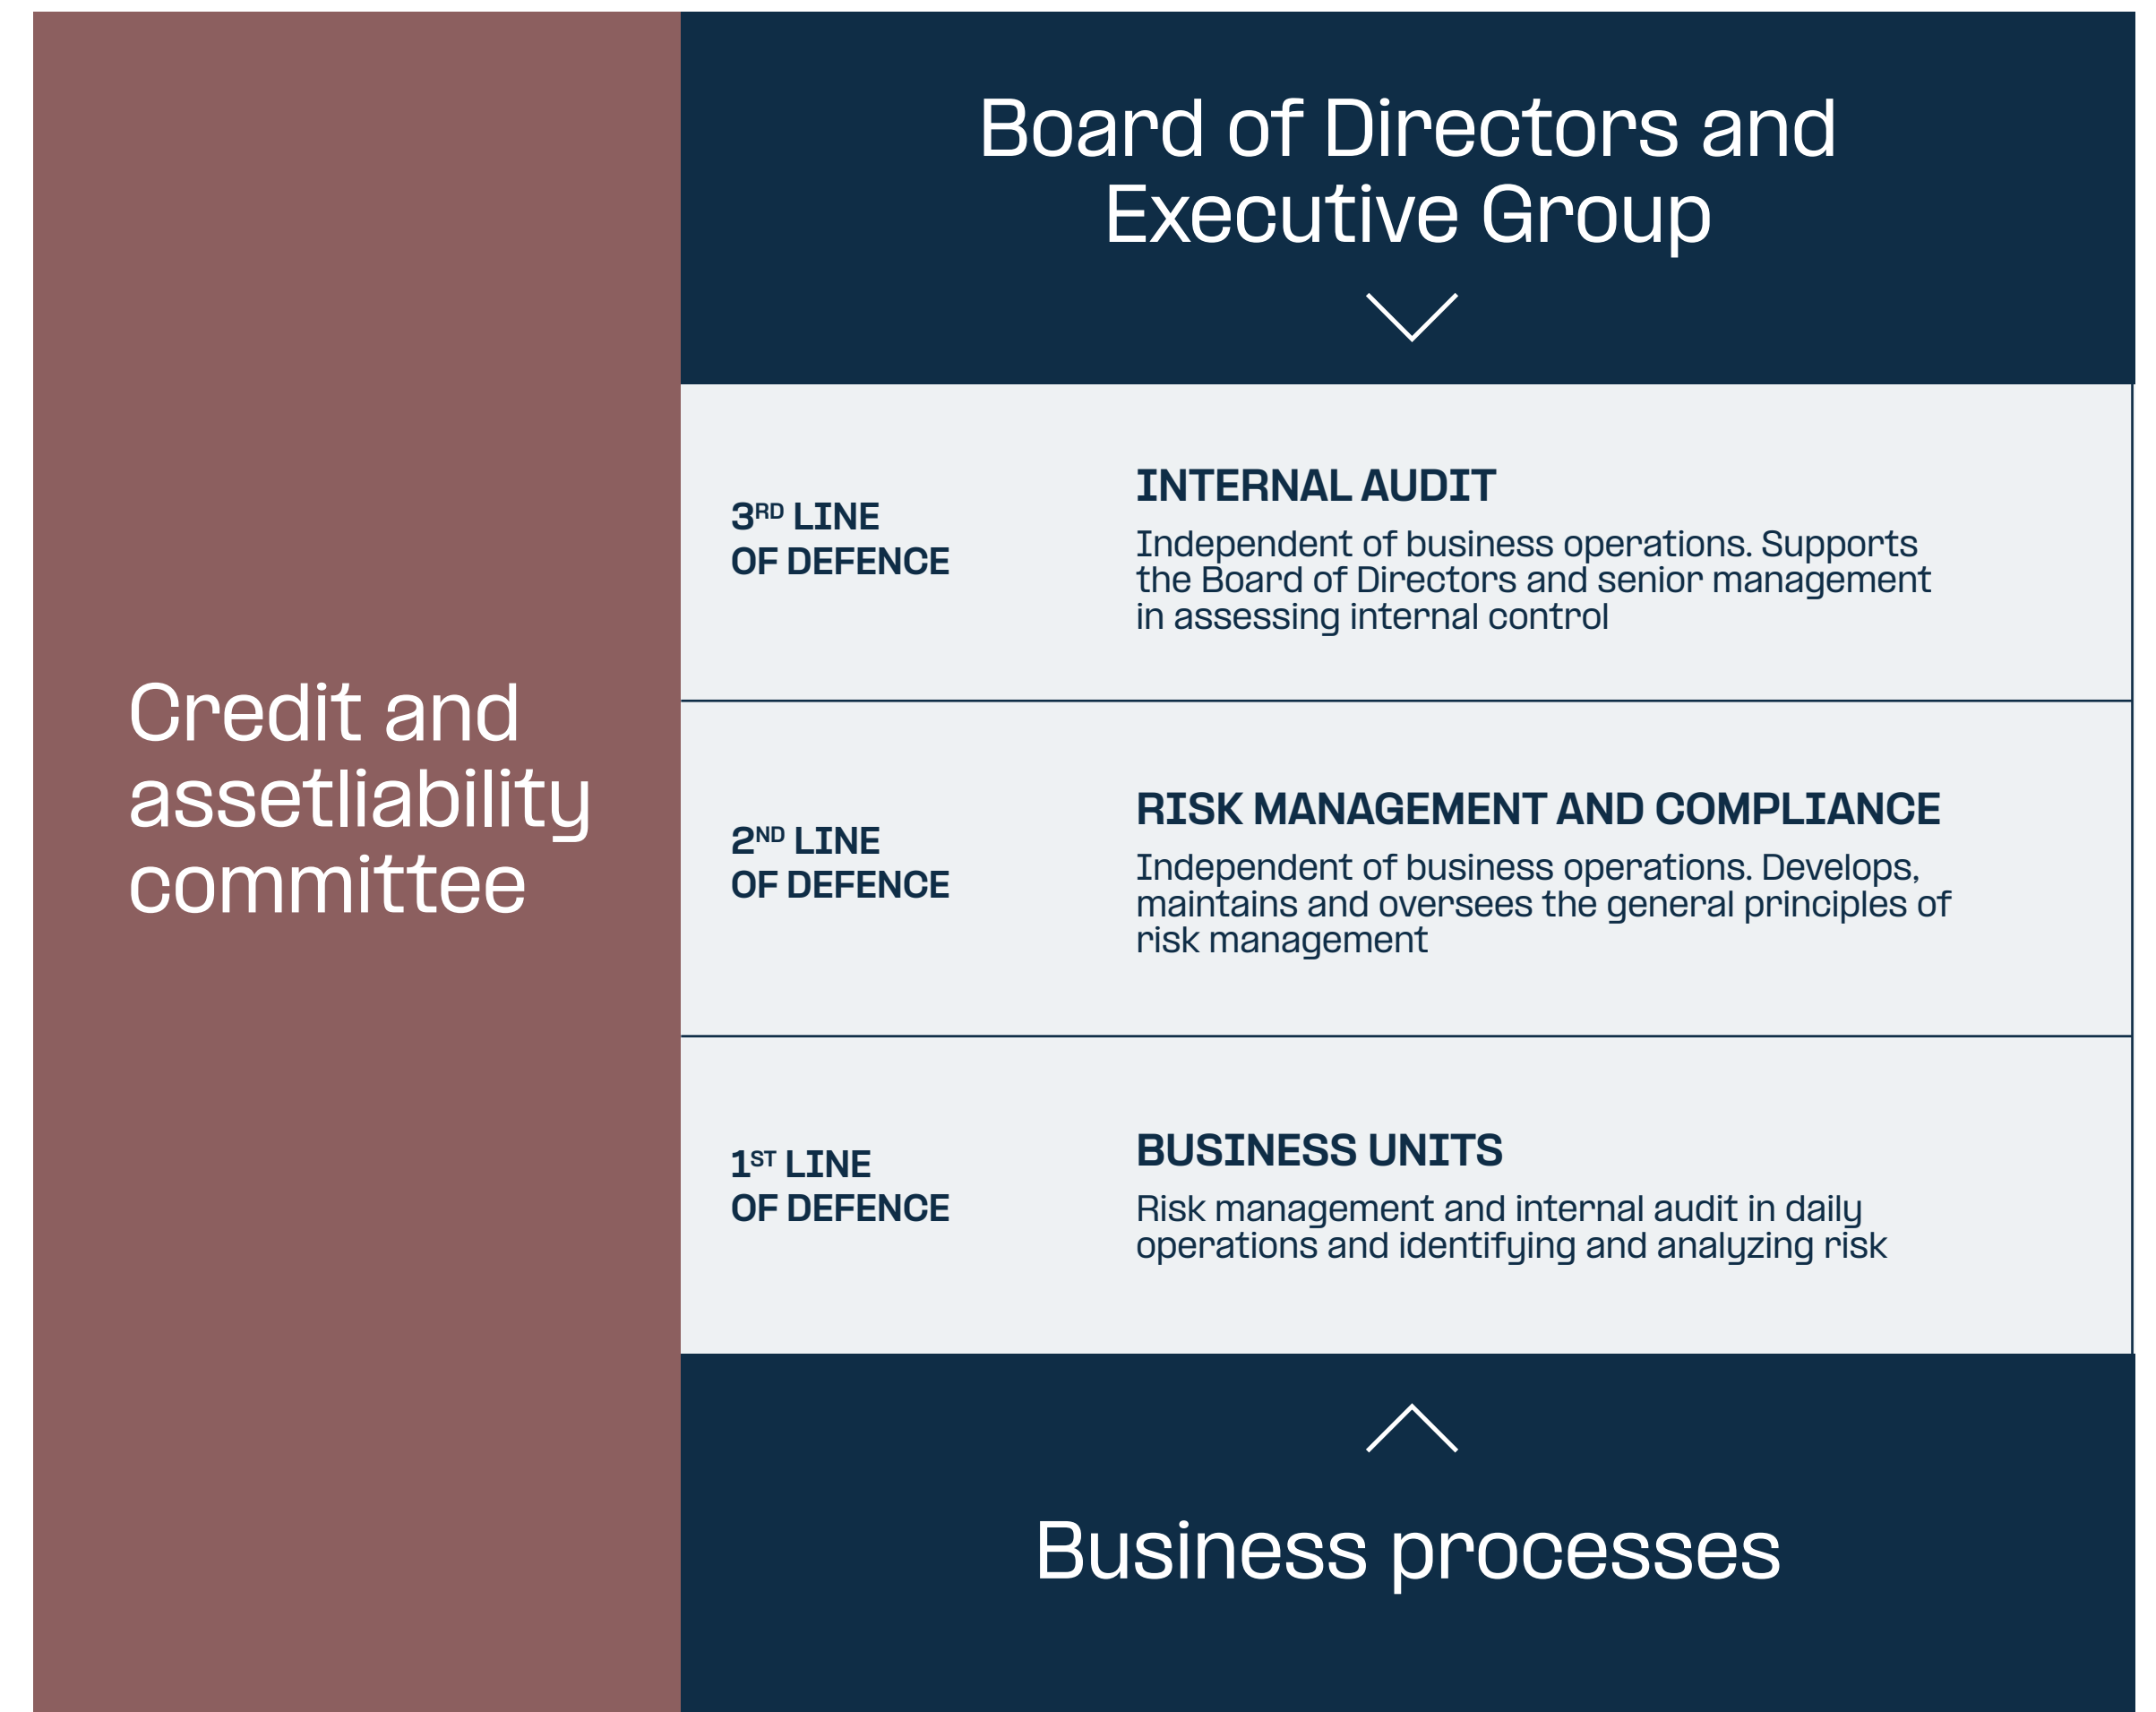 Board of Directors and
Executive Group
Credit and
assetliability
committee
3RD LINE
OF DEFENCE
INTERNAL AUDIT
Independent of business operations. Supports
the Board of Directors and senior management
in assessing internal control
2ND LINE
OF DEFENCE
RISK MANAGEMENT AND COMPLIANCE
Independent of business operations. Develops,
maintains and oversees the general principles of
risk management
1ST LINE
OF DEFENCE
BUSINESS UNITS
Risk management and internal audit in daily
operations and identifying and analyzing risk
Business processes